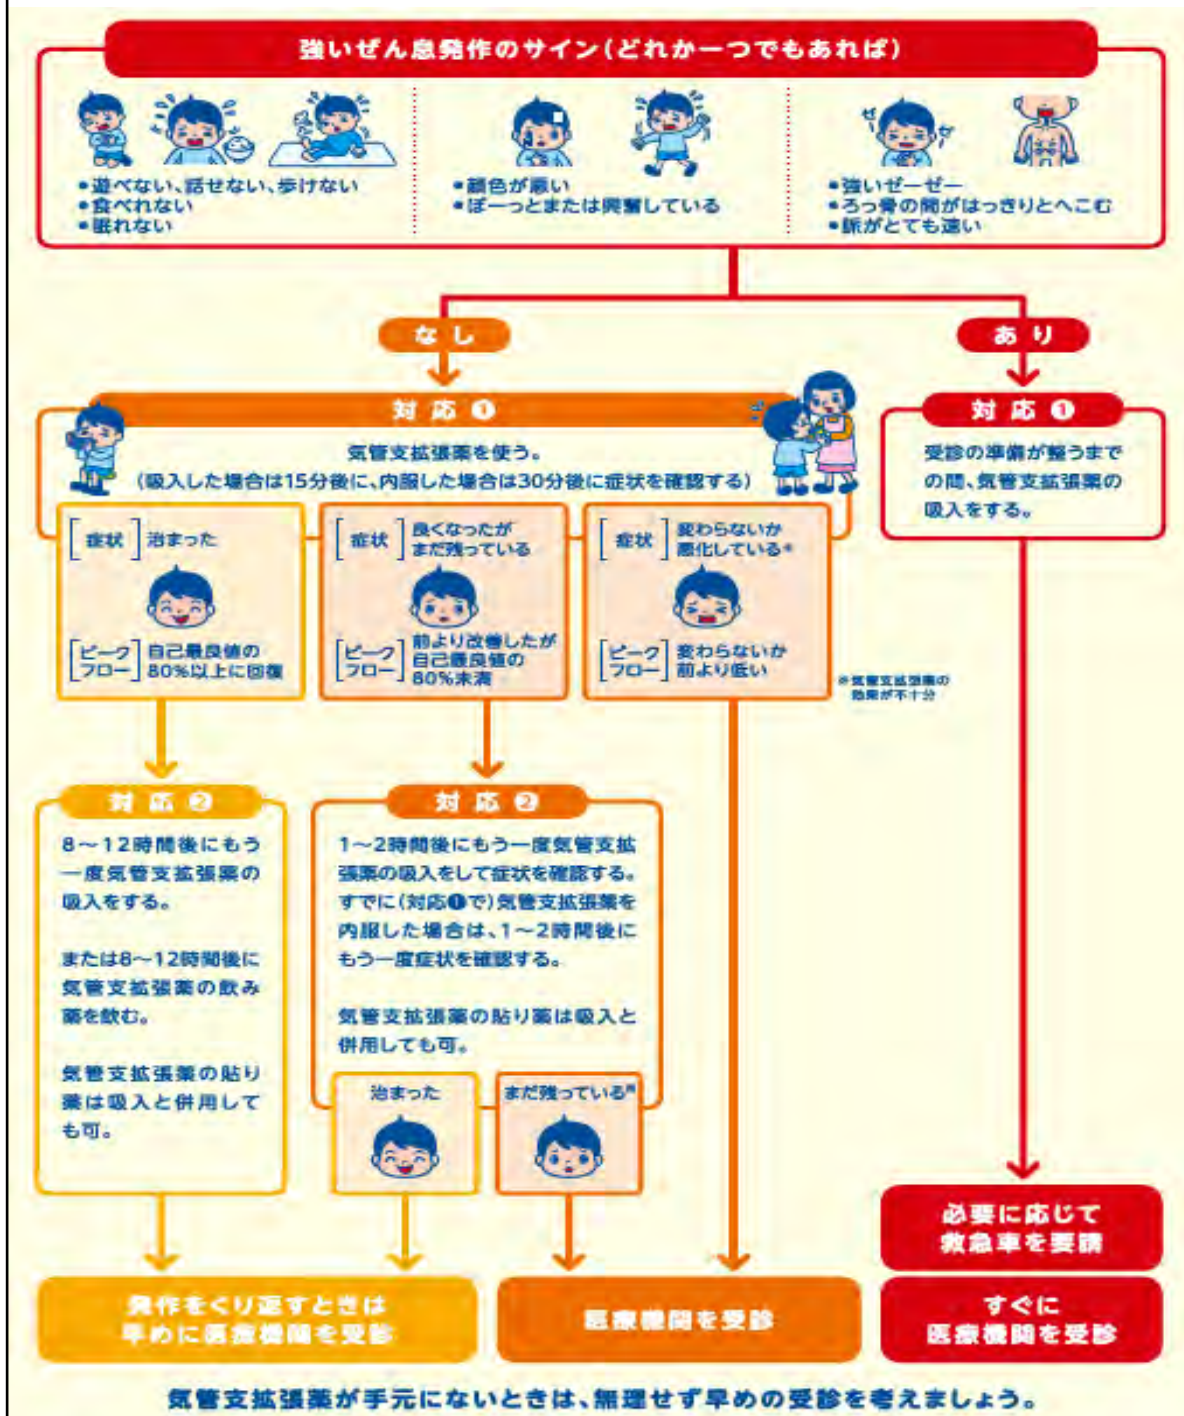 強いぜん息発作のサイン(どれか一つでもあれば)
•遊べない、話せない、歩けない
•食べれない
•眠れない
•顔色が悪い
•ぼーっとまたは興奮している
ゼー
ゼー
•強いゼーゼー
•ろっ骨の間がはっきりとへこむ
•脈がとても速い
なし
あり
対応❶
気管支拡張薬を使う。
(吸入した場合は15分後に、内服した場合は30分後に症状を確認する)
対応❶
受診の準備が整うまで
の間、気管支拡張薬の
吸入をする。
[症状]治まった
[ピークフロー]自己最良値の
80%以上に回復
[症状]良くなったが
まだ残っている
[ピークフロー]前より改善したが
自己最良値の
80%未満
[症状]変わらないか
悪化している※
[ピークフロー]変わらないか
前より低い
※気管支拡張薬の
効果が不十分
対応❷
8〜12時間後にもう
一度気管支拡張薬の
吸入をする。
または8〜12時間後に
気管支拡張薬の飲み
薬を飲む。
気管支拡張薬の貼り
薬は吸入と併用して
も可。
対応❷
1〜2時間後にもう一度気管支拡
張薬の吸入をして症状を確認する。
すでに(対応❶で)気管支拡張薬を
内服した場合は、1〜2時間後に
もう一度症状を確認する。
気管支拡張薬の貼り薬は吸入と
併用しても可。
治まった
まだ残っている※
発作をくり返すときは
早めに医療機関を受診
医療機関を受診
必要に応じて
救急車を要請
すぐに
医療機関を受診
気管支拡張薬が手元にないときは、無理せず早めの受診を考えましょう。